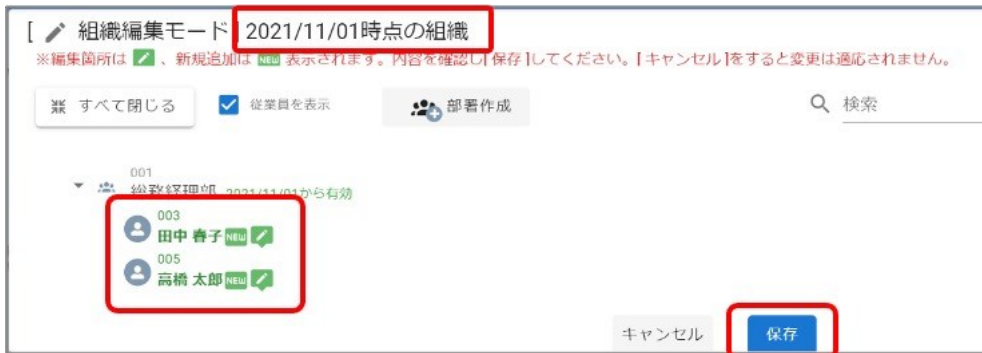 [ 組織編集モード ] 2021/11/01時点の組織
※編集箇所は 、新規追加は NEW 表示されます。内容を確認し[保存]してください。[キャンセル]をすると変更は適応されません。
すべて閉じる 従業員を表示 部署作成 検索
001
総務経理部 2021/11/01から有効
003
田中 春子 NEW
005
高橋 太郎 NEW
キャンセル 保存